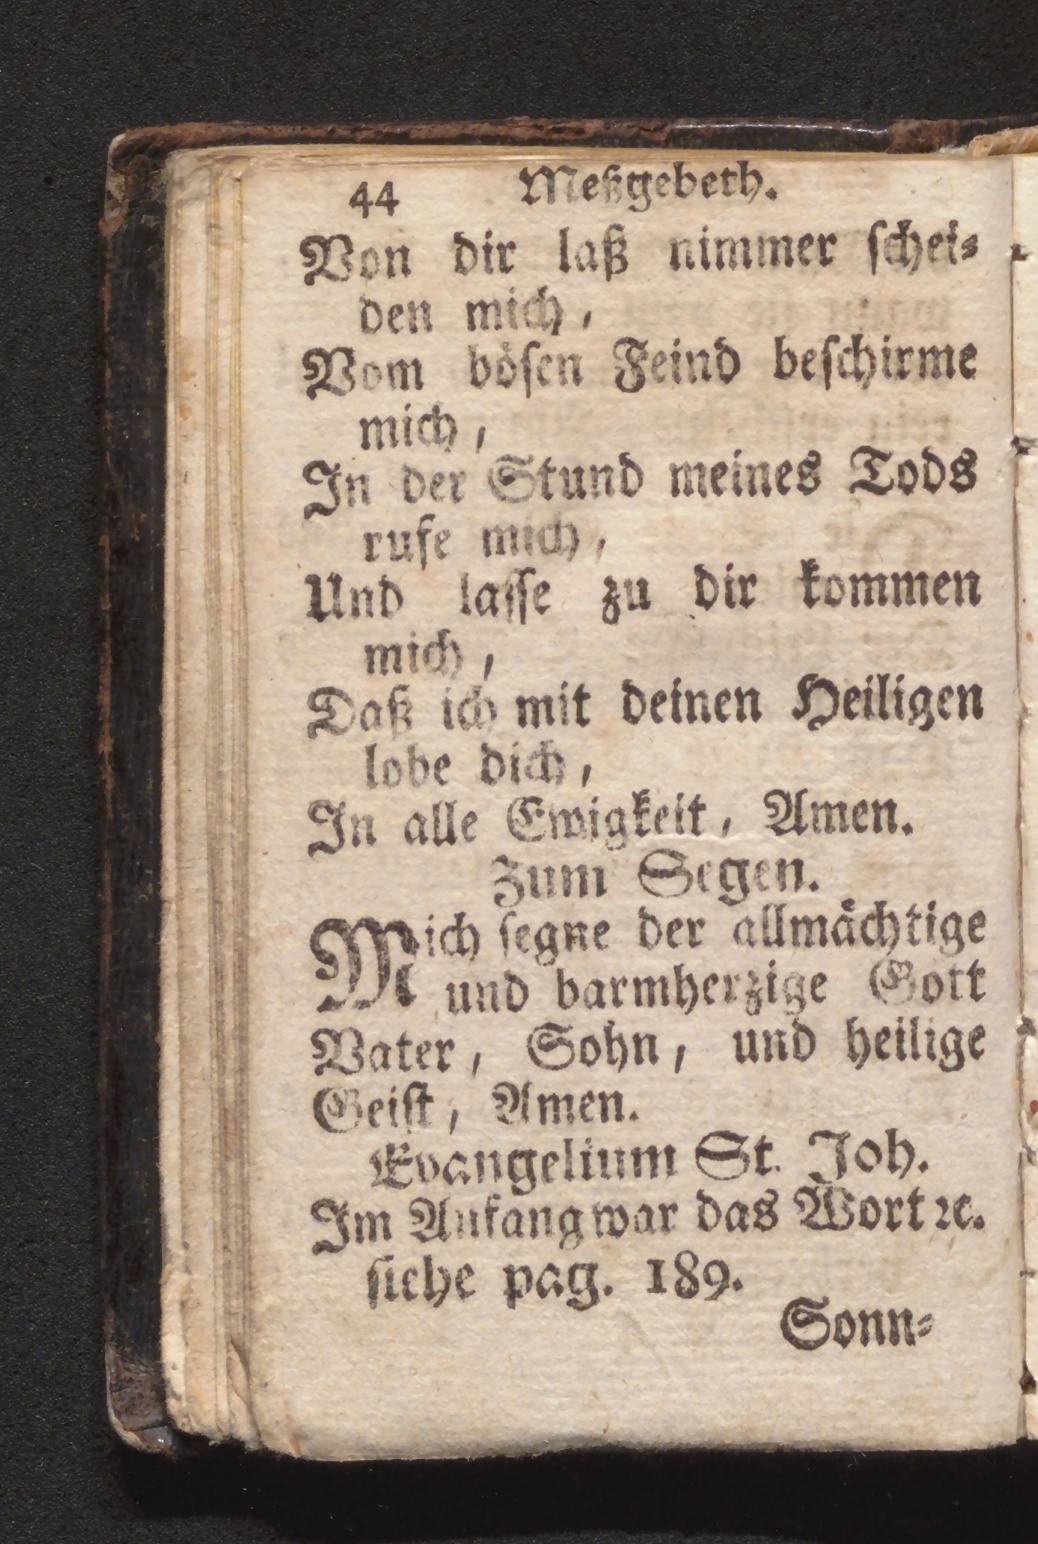 44 Meßgebeth.
Von dir laß nimmer schei⸗
den mich,
Vom bösen Feind beschirme
mich,
In der Stund meines Tods
rufe mich,
Und lasse zu dir kommen
mich,
Daß ich mit deinen Heiligen
lobe dich,
In alle Ewigkeit, Amen.
Zum Segen.
Mich segne der allmächtige
und barmherzige Gott
Vater, Sohn, und heilige
Geist, Amen.
Evangelium St. Joh.
Im Anfang war das Wort ꝛc.
siehe pag. 189.
Sonn⸗